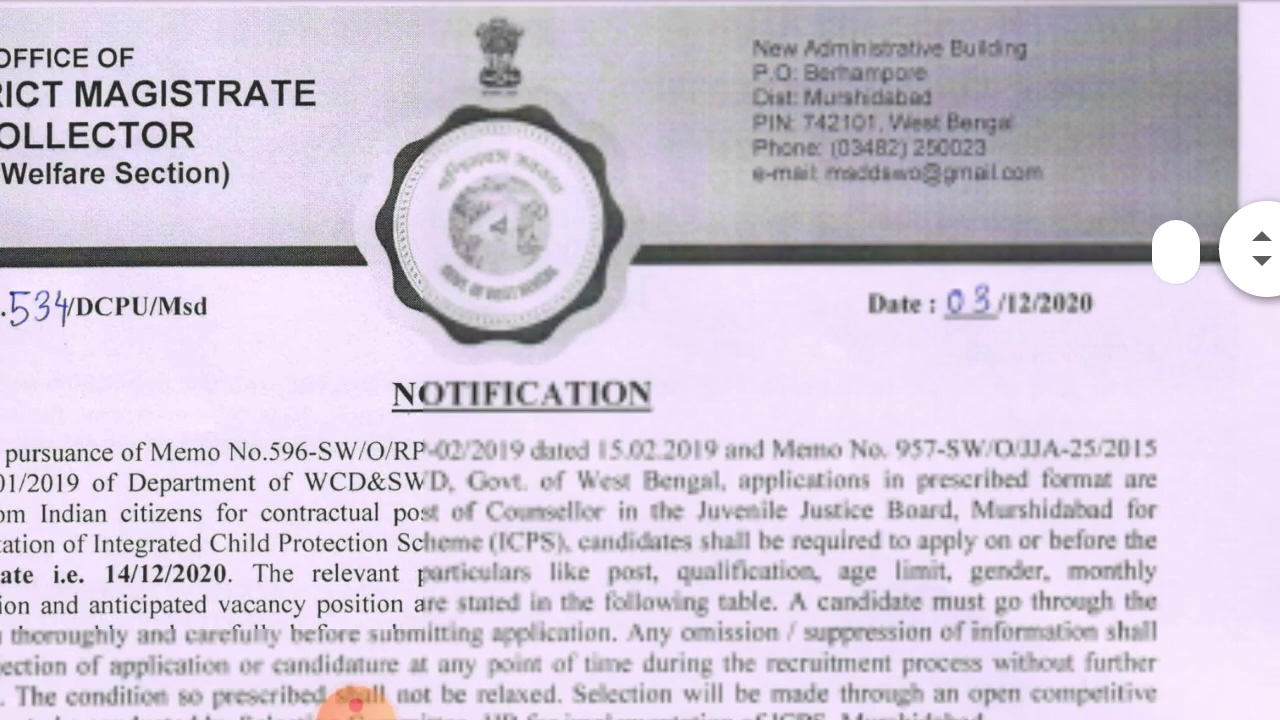 OFFICE OF
RICT MAGISTRATE
OLLECTOR
Welfare Section)
New Administrative Building
P.O: Berhampore
Dist: Murshidabad
PIN: 742101, West Bengal
Phone: (03482) 250023
e-mail: msddswo@gmail.com
.534/DCPU/Msd
Date : 03/12/2020
NOTIFICATION
pursuance of Memo No.596-SW/O/RP-02/2019 dated 15.02.2019 and Memo No. 957-SW/O/JJA-25/2015
01/2019 of Department of WCD&SWD, Govt. of West Bengal, applications in prescribed format are
om Indian citizens for contractual post of Counsellor in the Juvenile Justice Board, Murshidabad for
tation of Integrated Child Protection Scheme (ICPS), candidates shall be required to apply on or before the
ate i.e. 14/12/2020. The relevant particulars like post, qualification, age limit, gender, monthly
ion and anticipated vacancy position are stated in the following table. A candidate must go through the
thoroughly and carefully before submitting application. Any omission / suppression of information shall
jection of application or candidature at any point of time during the recruitment process without further
. The condition so prescribed shall not be relaxed. Selection will be made through an open competitive